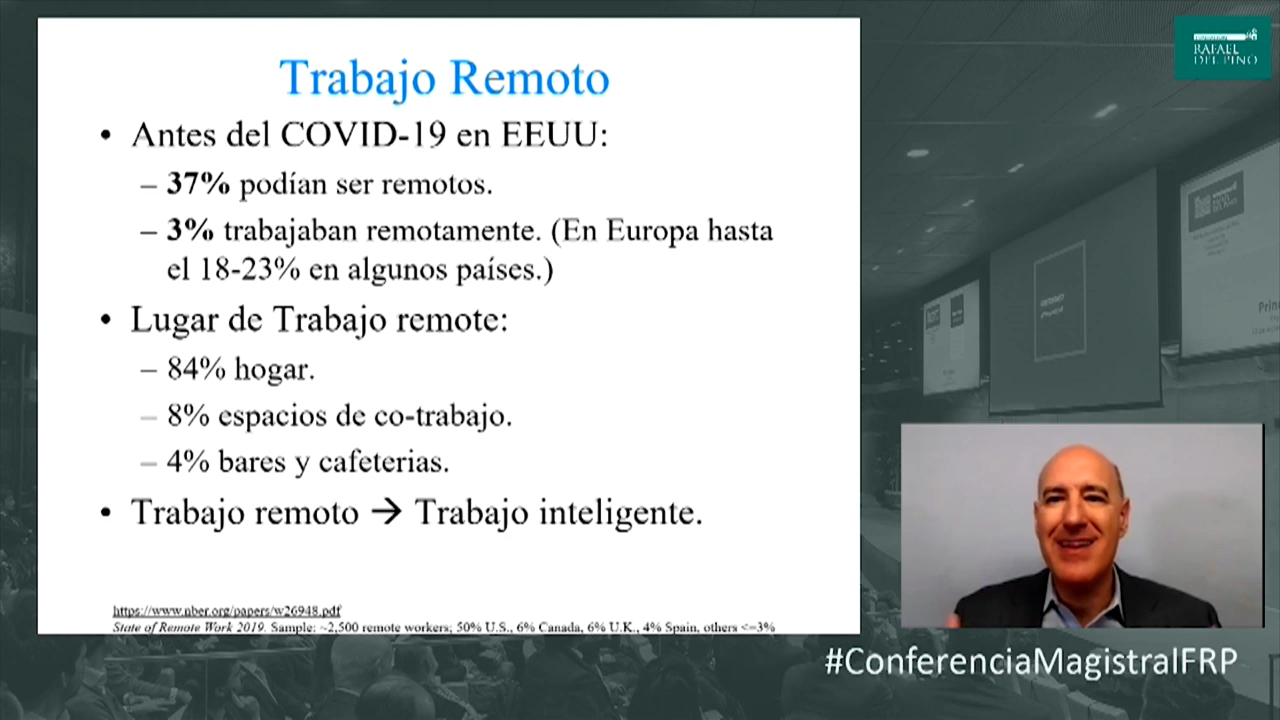 Trabajo Remoto
• Antes del COVID-19 en EEUU:
– 37% podían ser remotos.
– 3% trabajaban remotamente. (En Europa hasta
el 18-23% en algunos países.)
• Lugar de Trabajo remote:
– 84% hogar.
– 8% espacios de co-trabajo.
– 4% bares y cafeterias.
• Trabajo remoto → Trabajo inteligente.
https://www.nber.org/papers/w26948.pdf
State of Remote Work 2019. Sample: ~2,500 remote workers; 50% U.S., 6% Canada, 6% U.K., 4% Spain, others <=3%
RAFAEL
DEL PINO
#ConferenciaMagistralFRP